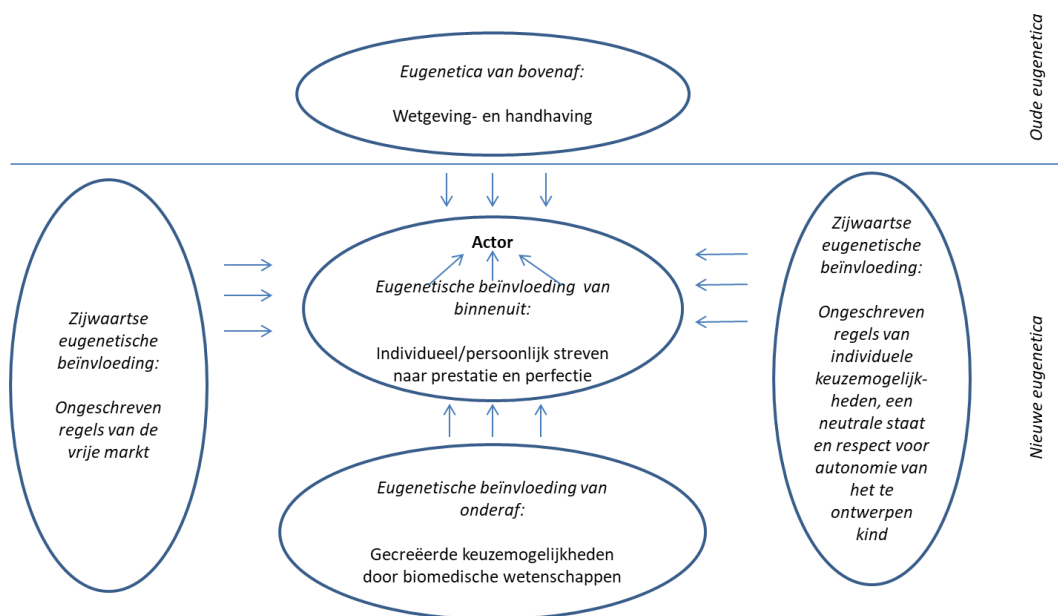 Eugenetica van bovenaf:
Wetgeving- en handhaving
Oude eugenetica
Zijwaartse
eugenetische
beïnvloeding:
Ongeschreven
regels van de
vrije markt
Actor
Eugenetische beïnvloeding van
binnenuit:
Individueel/persoonlijk streven
naar prestatie en perfectie
Eugenetische beïnvloeding van
onderaf:
Gecreëerde keuzemogelijkheden
door biomedische wetenschappen
Zijwaartse
eugenetische
beïnvloeding:
Ongeschreven
regels van
individuele
keuzemogelijk-
heden, een
neutrale staat
en respect voor
autonomie van
het te
ontwerpen
kind
Nieuwe eugenetica